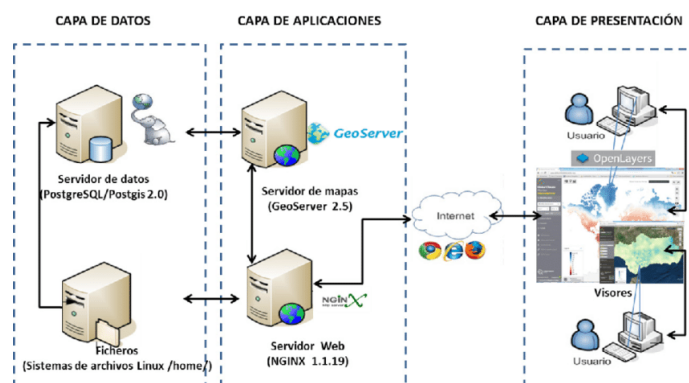 CAPA DE DATOS
CAPA DE APLICACIONES
CAPA DE PRESENTACIÓN
GeoServer
Servidor de datos
(PostgreSQL/Postgis 2.0)
Servidor de mapas
(GeoServer 2.5)
Internet
Usuario
OpenLayers
Visores
NGINX
Ficheros
(Sistemas de archivos Linux /home/)
Servidor Web
(NGINX 1.1.19)
Usuario